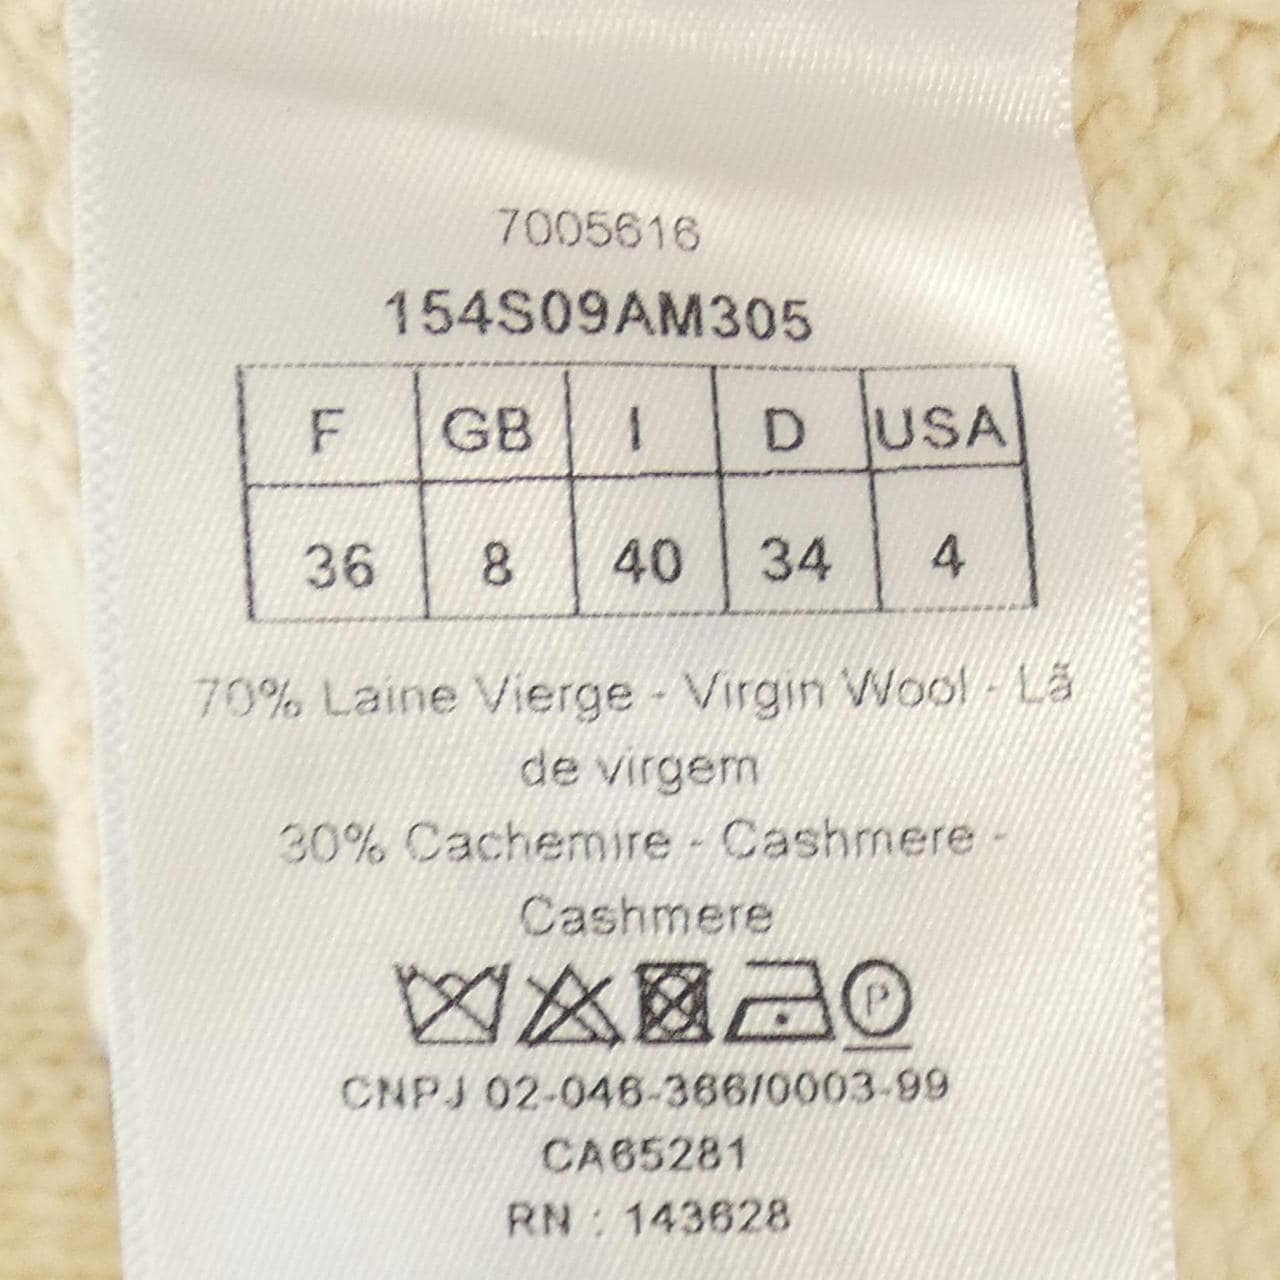 7005616
154S09AM305
F GB I D USA
36 8 40 34 4
70% Laine Vierge - Virgin Wool - Lã
de virgem
30% Cachemire - Cashmere -
Cashmere
P
CNPJ 02-046-366/0003-99
CA65281
RN : 143628